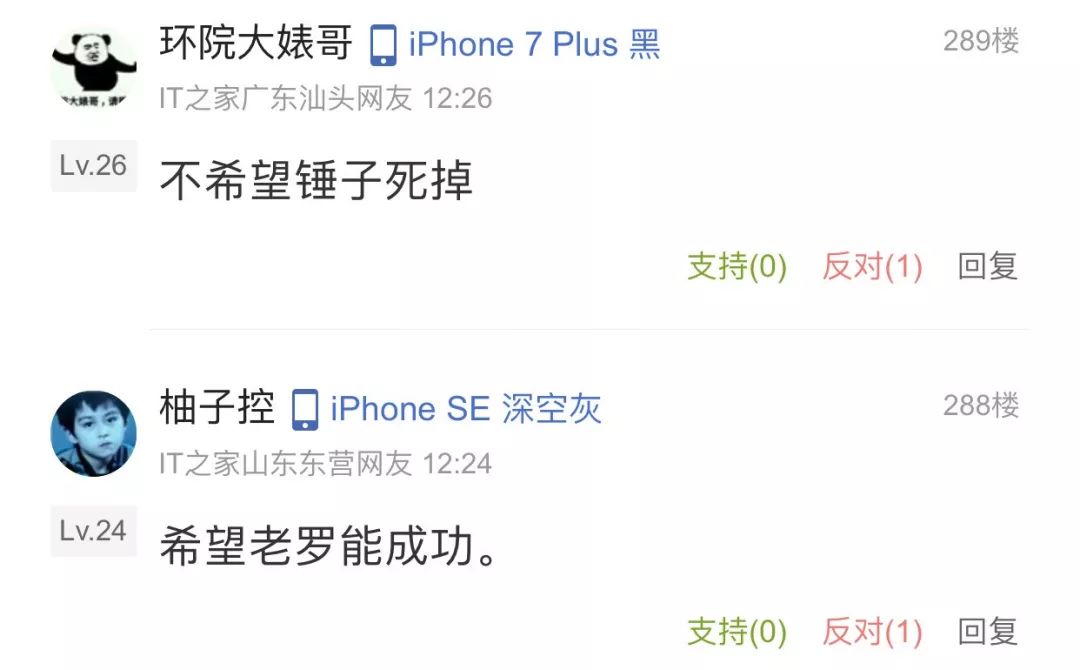 环院大婊哥 iPhone 7 Plus 黑 289楼
IT之家广东汕头网友 12:26
Lv.26
不希望锤子死掉
支持(0) 反对(1) 回复
柚子控 iPhone SE 深空灰 288楼
IT之家山东东营网友 12:24
Lv.24
希望老罗能成功。
支持(0) 反对(1) 回复